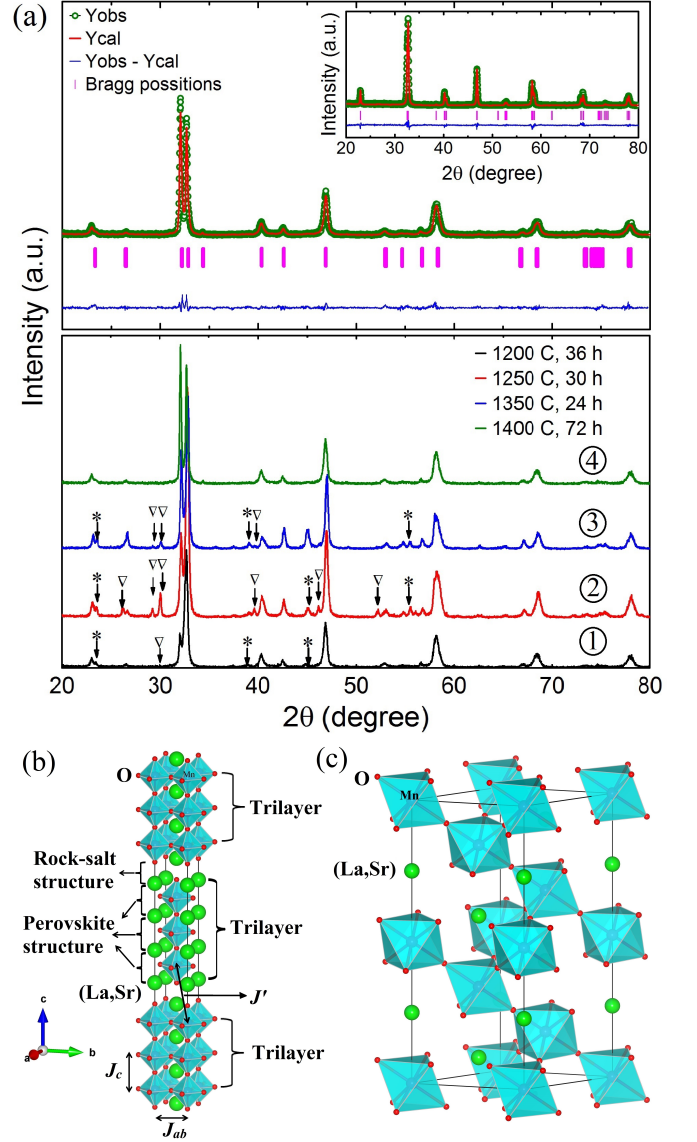 (a)
Yobs
Ycal
Yobs - Ycal
Bragg possitions
Intensity (a.u.)
20 30 40 50 60 70 80
2θ (degree)
Intensity (a.u.)
1200 C, 36 h
1250 C, 30 h
1350 C, 24 h
1400 C, 72 h
4
3
* ▽ ▽ * ▽ *
2
* ▽ ▽ ▽ ▽ * ▽ ▽ *
1
* ▽ * *
20 30 40 50 60 70 80
2θ (degree)
(b)
O
Mn
Trilayer
Rock-salt
structure
Perovskite
structure
Trilayer
(La,Sr)
J'
Trilayer
c
a
b
Jc
Jab
(c)
O
Mn
(La,Sr)